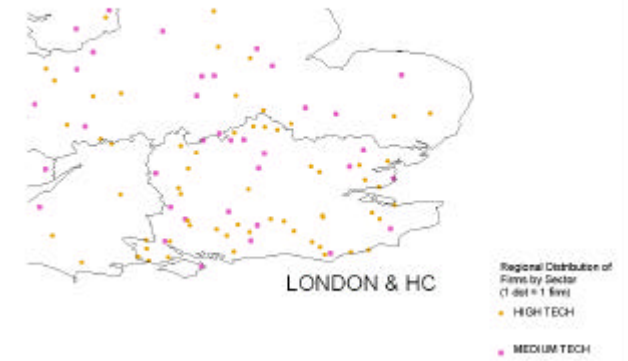 LONDON & HC
Regional Distribution of
Firms by Sector
(1 dot = 1 firm)
HIGH TECH
MEDIUM TECH